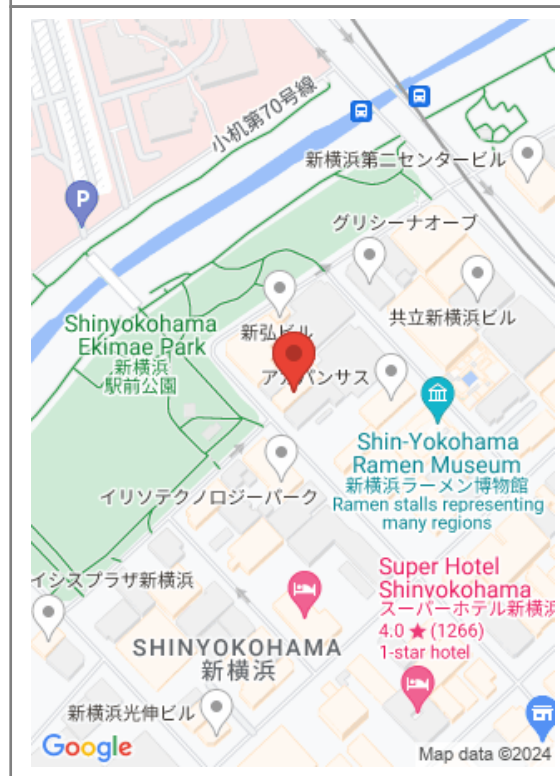 小机第70号線
P
新横浜第二センタービル
グリシーナオーブ
共立新横浜ビル
Shinyokohama
Ekimae Park
新横浜
駅前公園
新弘ビル
Shin-Yokohama
Ramen Museum
新横浜ラーメン博物館
Ramen stalls representing
many regions
イリソテクノロジーパーク
イシスプラザ新横浜
Super Hotel
Shinyokohama
スーパーホテル新横浜
4.0 ★ (1266)
1-star hotel
SHINYOKOHAMA
新横浜
新横浜光伸ビル
Google
Map data ©2024